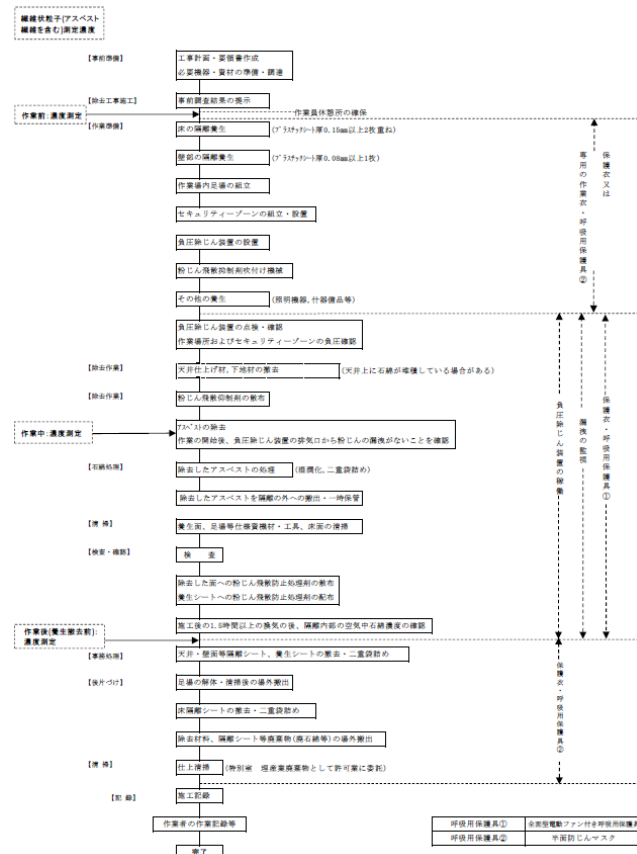 繊維状粒子(アスベスト
繊維を含む)測定濃度
【事前準備】
工事計画・要領書作成
必要機器・資材の準備・調達
【除去工事施工】
事前調査結果の掲示
作業前：濃度測定
作業員休憩所の確保
【作業準備】
床の隔離養生
(プラスチックシート厚0.15mm以上2枚重ね)
壁部の隔離養生
(プラスチックシート厚0.08mm以上1枚)
作業場内足場の組立
セキュリティーゾーンの組立・設置
負圧除じん装置の設置
粉じん飛散抑制剤吹付け機械
その他の養生
(照明機器、什器備品等)
保護衣又は
専用の作業衣・呼吸用保護具②
負圧除じん装置の点検・確認
作業場所およびセキュリティーゾーンの負圧確認
【除去作業】
天井仕上げ材、下地材の撤去
(天井上に石綿が堆積している場合がある)
【除去作業】
粉じん飛散抑制剤の散布
作業中：濃度測定
アスベストの除去
作業の開始後、負圧除じん装置の排気口から粉じんの漏洩がないことを確認
【石綿処理】
除去したアスベストの処理
(湿潤化、二重袋詰め)
除去したアスベストを隔離の外への搬出・一時保管
【清 掃】
養生面、足場等仕様資機材・工具、床面の清掃
【検査・確認】
検 査
除去した面への粉じん飛散防止処理剤の散布
養生シートへの粉じん飛散防止処理剤の配布
施工後の1.5時間以上の換気の後、隔離内部の空気中石綿濃度の確認
負圧除じん装置の稼働
漏洩の監視
保護衣・呼吸用保護具①
作業後(養生撤去前)：
濃度測定
【事務処理】
天井・壁面等隔離シート、養生シートの撤去・二重袋詰め
【後片づけ】
足場の解体・清掃後の場外搬出
床隔離シートの撤去・二重袋詰め
除去材料、隔離シート等廃棄物(廃石綿等)の場外搬出
【清 掃】
仕上清掃
理産業廃棄物として許可業に委託)
保護衣・呼吸用保護具②
【記 録】
施工記録
作業者の作業記録等
完了
呼吸用保護具①
全面型電動ファン付き呼吸用保護具
呼吸用保護具②
半面防じんマスク